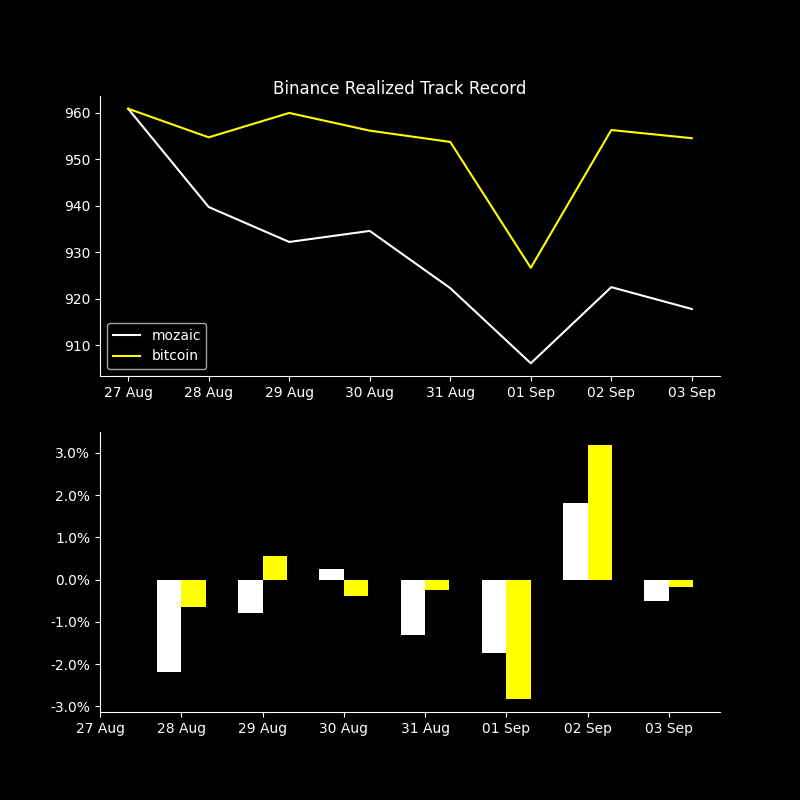 Binance Realized Track Record
960
950
940
930
920
910
mozaic
bitcoin
27 Aug 28 Aug 29 Aug 30 Aug 31 Aug 01 Sep 02 Sep 03 Sep
3.0%
2.0%
1.0%
0.0%
-1.0%
-2.0%
-3.0%
27 Aug 28 Aug 29 Aug 30 Aug 31 Aug 01 Sep 02 Sep 03 Sep